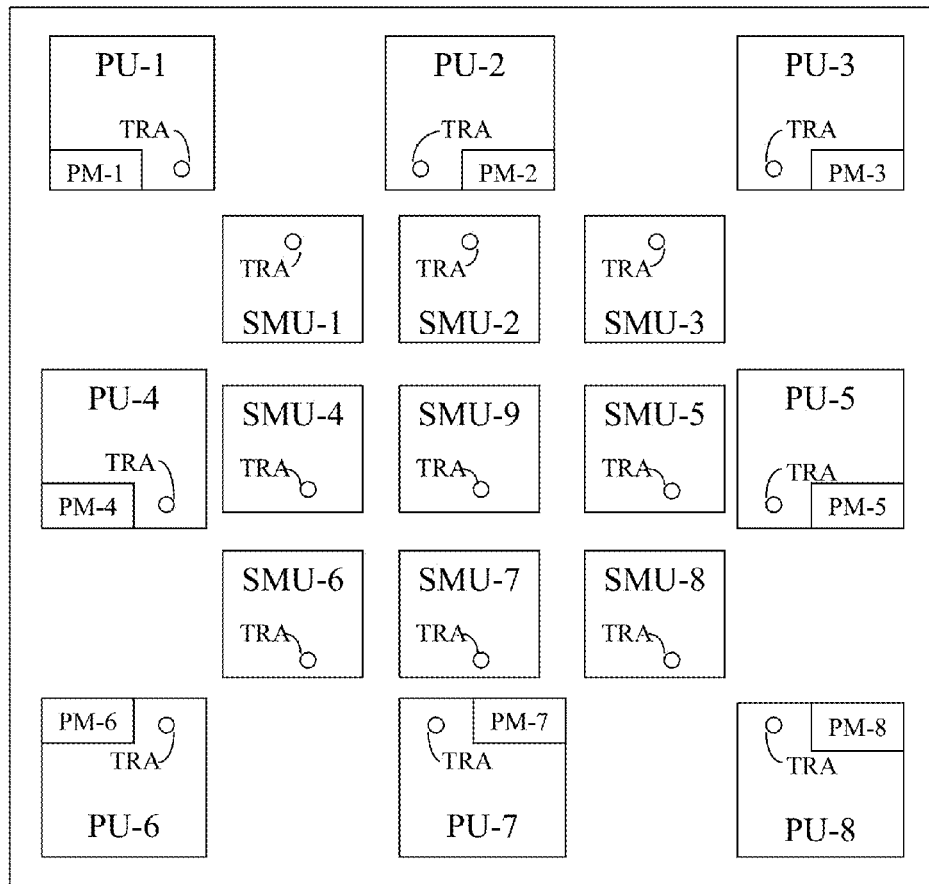 PU-1 PU-2 PU-3
TRA TRA TRA
PM-1 PM-2 PM-3
TRA TRA TRA
SMU-1 SMU-2 SMU-3
PU-4 SMU-4 SMU-9 SMU-5 PU-5
TRA TRA TRA TRA TRA
PM-4 PM-5
SMU-6 SMU-7 SMU-8
TRA TRA TRA
PM-6 PM-7 PM-8
TRA TRA TRA
PU-6 PU-7 PU-8